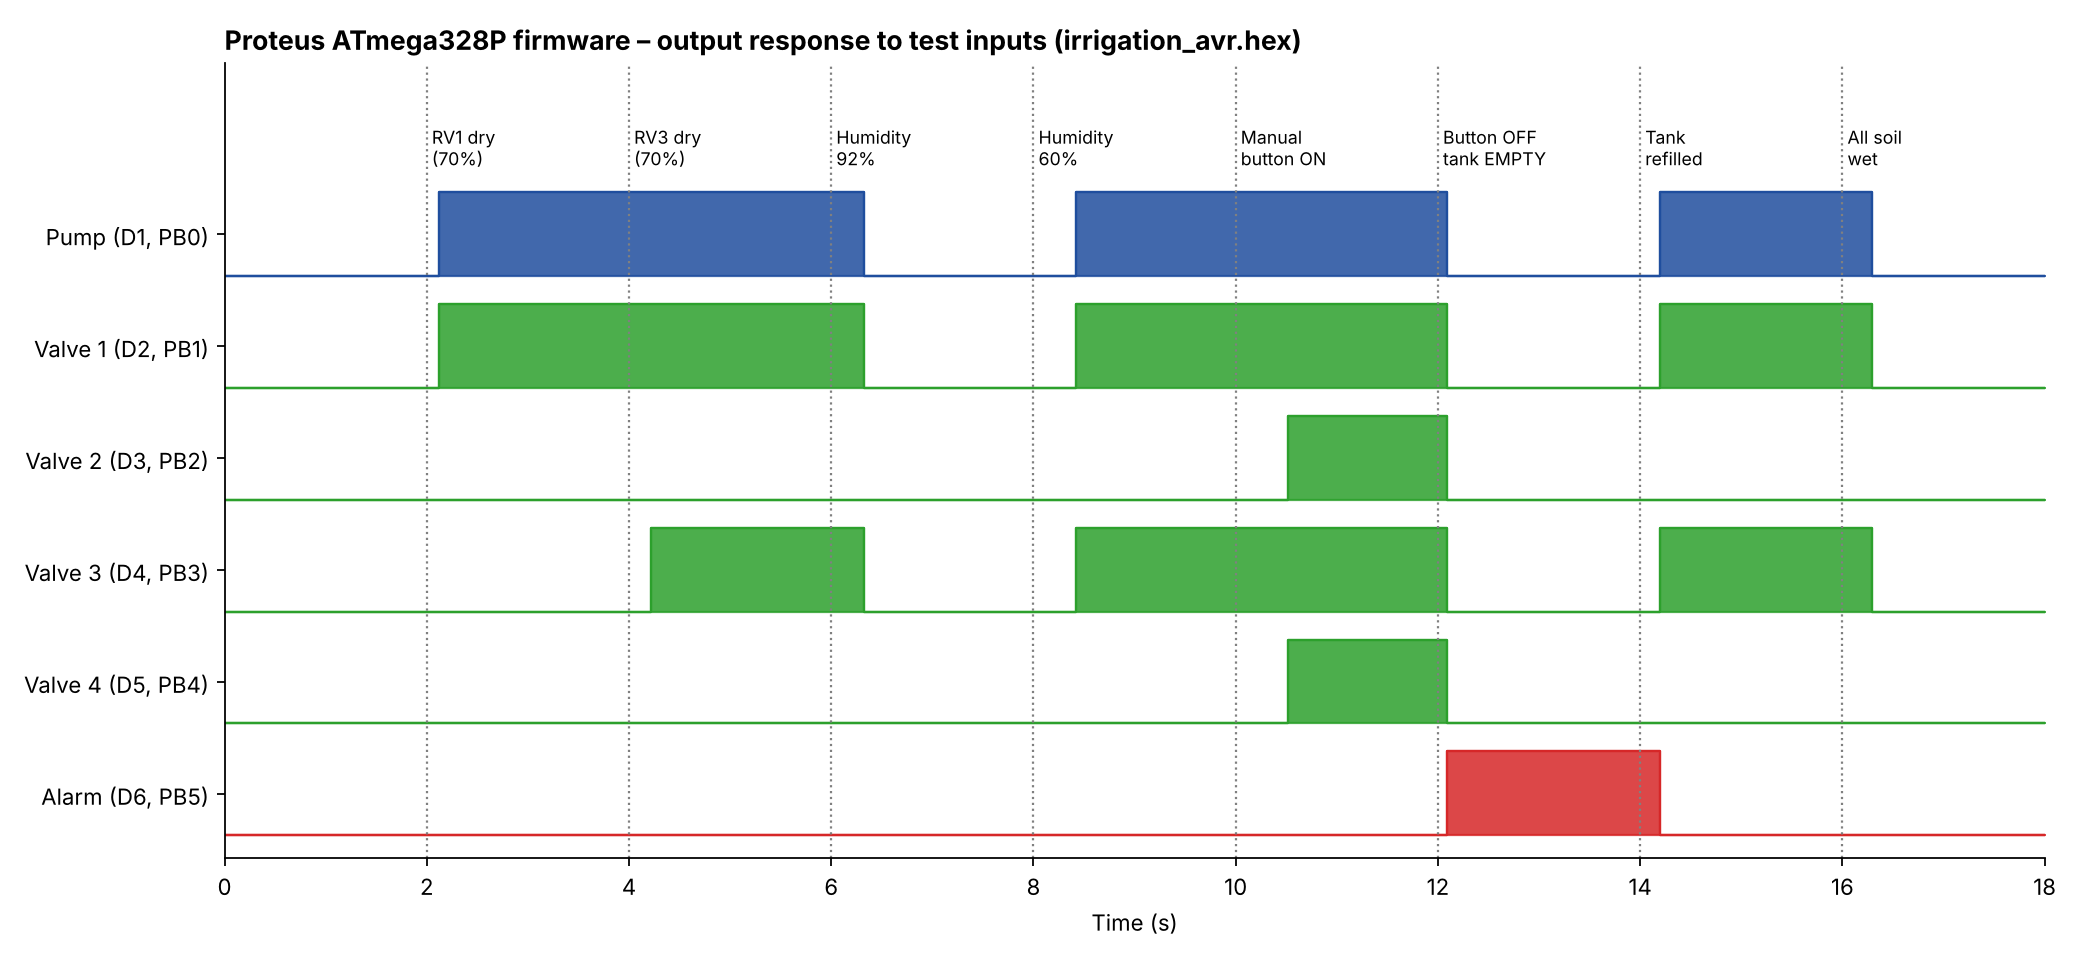 Proteus ATmega328P firmware – output response to test inputs (irrigation_avr.hex)
RV1 dry
(70%)
RV3 dry
(70%)
Humidity
92%
Humidity
60%
Manual
button ON
Button OFF
tank EMPTY
Tank
refilled
All soil
wet
Pump (D1, PB0)
Valve 1 (D2, PB1)
Valve 2 (D3, PB2)
Valve 3 (D4, PB3)
Valve 4 (D5, PB4)
Alarm (D6, PB5)
0 2 4 6 8 10 12 14 16 18
Time (s)